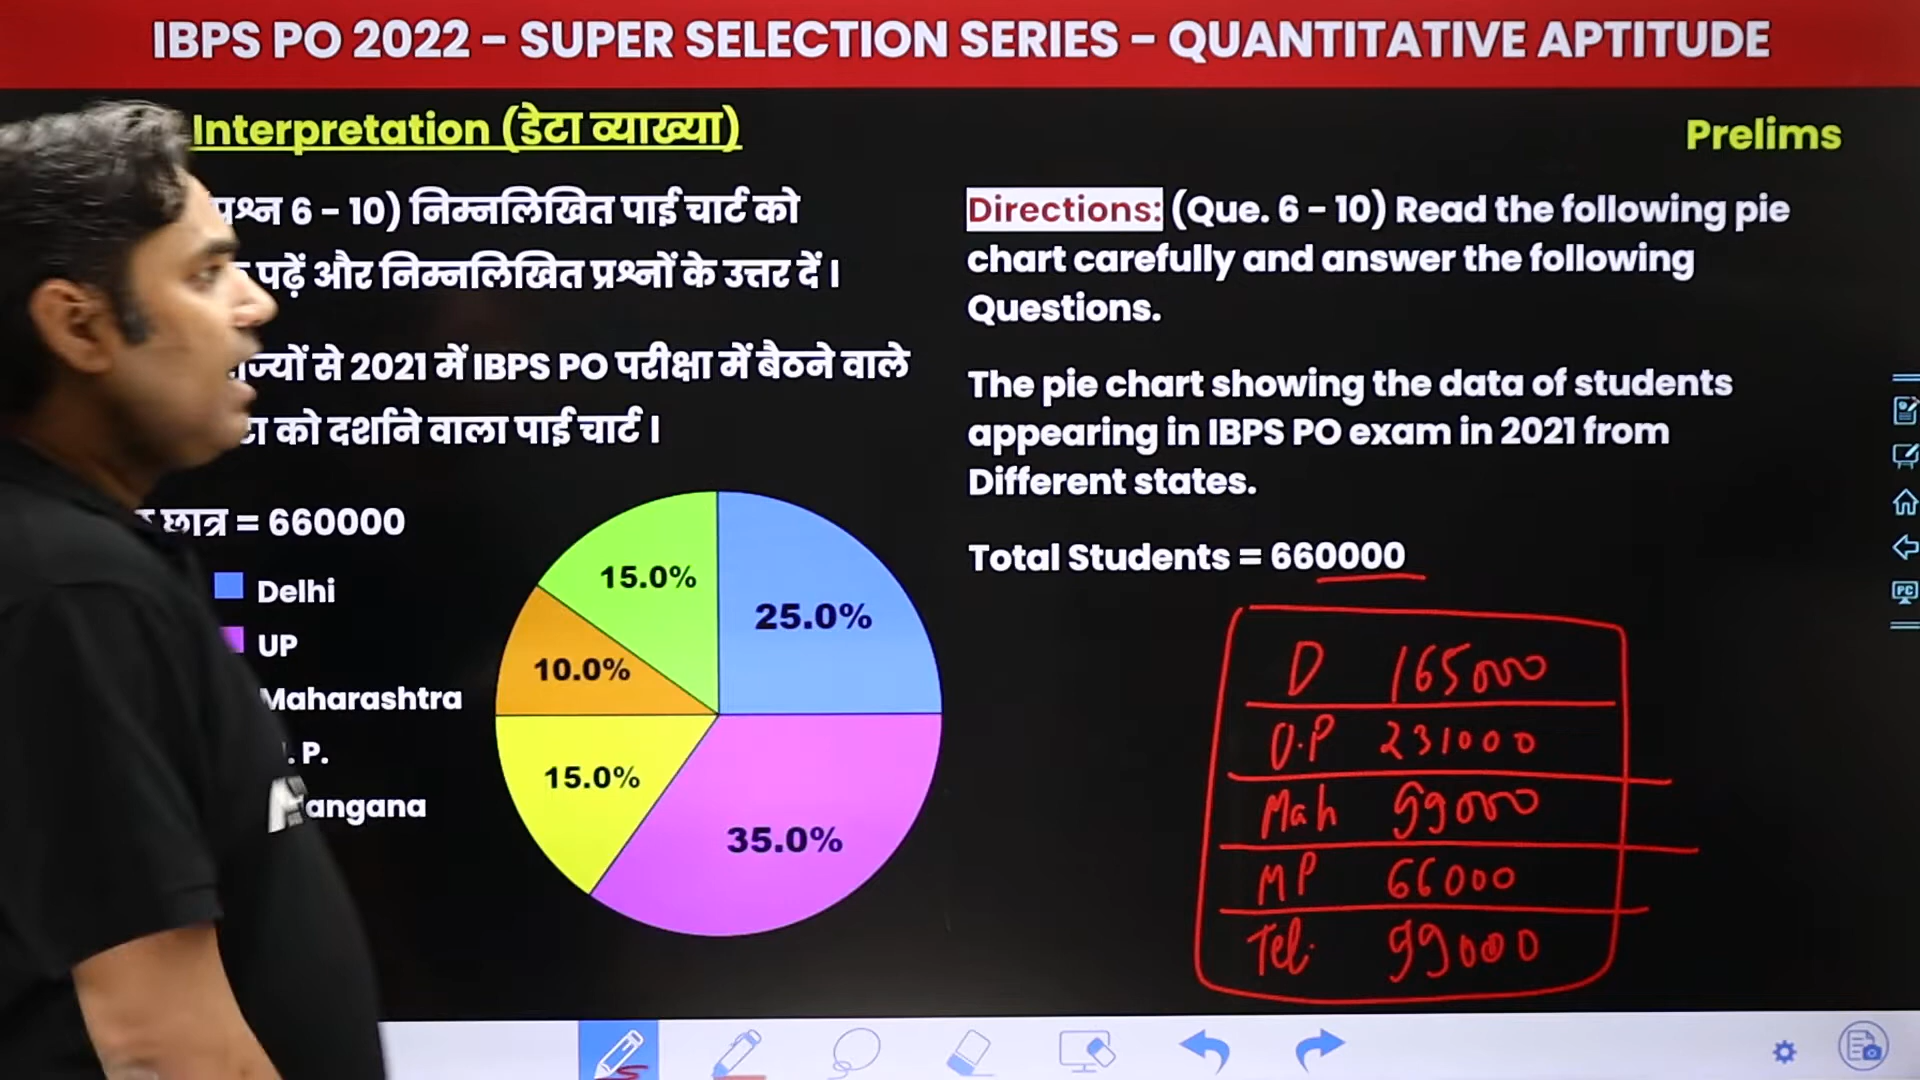 IBPS PO 2022 - SUPER SELECTION SERIES - QUANTITATIVE APTITUDE
Interpretation (डेटा व्याख्या)
Prelims
प्रश्न 6 - 10) निम्नलिखित पाई चार्ट को
पढ़ें और निम्नलिखित प्रश्नों के उत्तर दें ।
से 2021 में IBPS PO परीक्षा में बैठने वाले
को दर्शाने वाला पाई चार्ट ।
छात्र = 660000
Delhi
UP
Maharashtra
. P.
angana
15.0%
25.0%
10.0%
15.0%
35.0%
Directions: (Que. 6 - 10) Read the following pie
chart carefully and answer the following
Questions.
The pie chart showing the data of students
appearing in IBPS PO exam in 2021 from
Different states.
Total Students = 660000
D 165000
U.P 231000
Mah 99000
MP 66000
Tel. 99000
PC